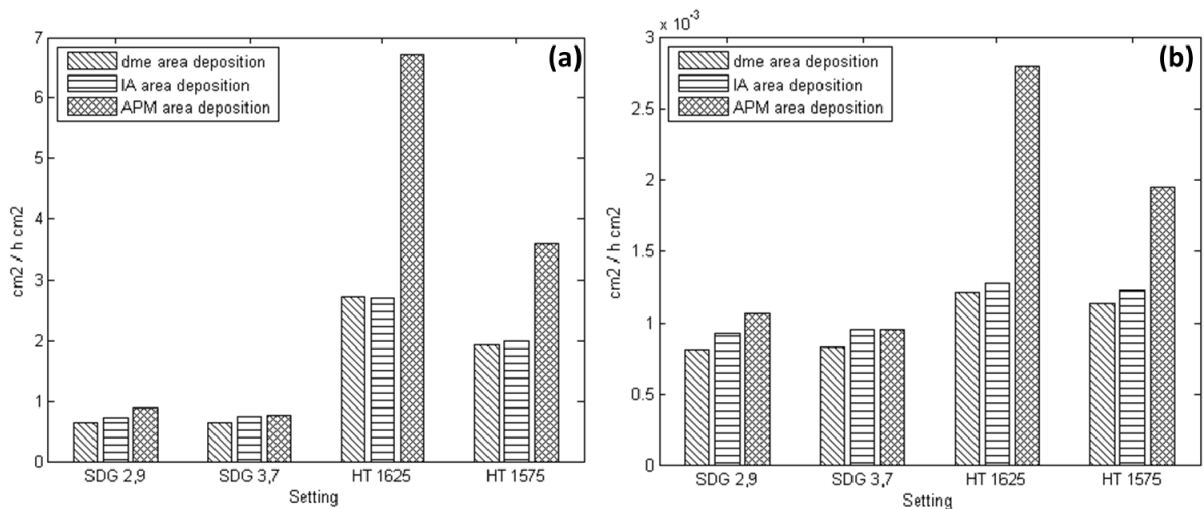 (a)
dme area deposition
IA area deposition
APM area deposition
7
6
5
4
3
2
1
0
cm2 / h cm2
SDG 2,9 SDG 3,7 HT 1625 HT 1575
Setting
x 10-3
(b)
dme area deposition
IA area deposition
APM area deposition
3
2.5
2
1.5
1
0.5
0
cm2 / h cm2
SDG 2,9 SDG 3,7 HT 1625 HT 1575
Setting